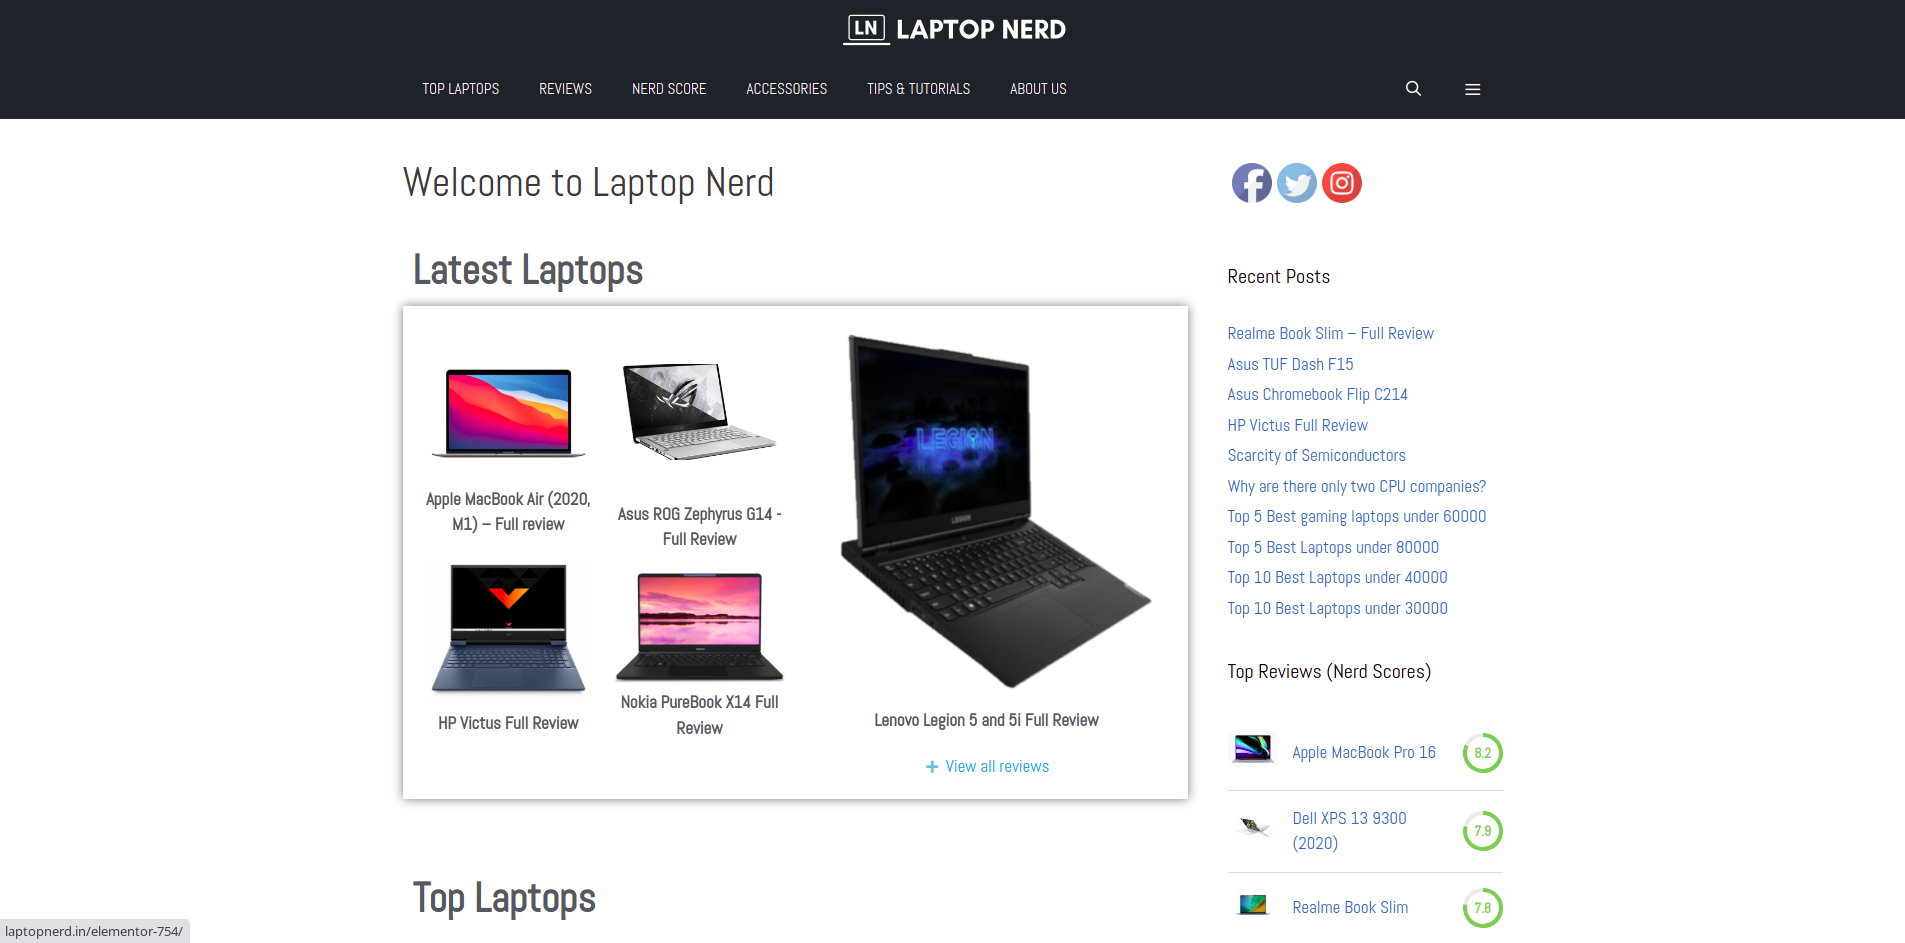 LN LAPTOP NERD
TOP LAPTOPS REVIEWS NERD SCORE ACCESSORIES TIPS & TUTORIALS ABOUT US
Welcome to Laptop Nerd
Latest Laptops
LEGION
LEGION
Apple MacBook Air (2020,
M1) – Full review
Asus ROG Zephyrus G14 -
Full Review
HP Victus Full Review
Nokia PureBook X14 Full
Review
Lenovo Legion 5 and 5i Full Review
+ View all reviews
Top Laptops
Recent Posts
Realme Book Slim – Full Review
Asus TUF Dash F15
Asus Chromebook Flip C214
HP Victus Full Review
Scarcity of Semiconductors
Why are there only two CPU companies?
Top 5 Best gaming laptops under 60000
Top 5 Best Laptops under 80000
Top 10 Best Laptops under 40000
Top 10 Best Laptops under 30000
Top Reviews (Nerd Scores)
Apple MacBook Pro 16 8.2
Dell XPS 13 9300
(2020) 7.9
Realme Book Slim 7.8
laptopnerd.in/elementor-754/